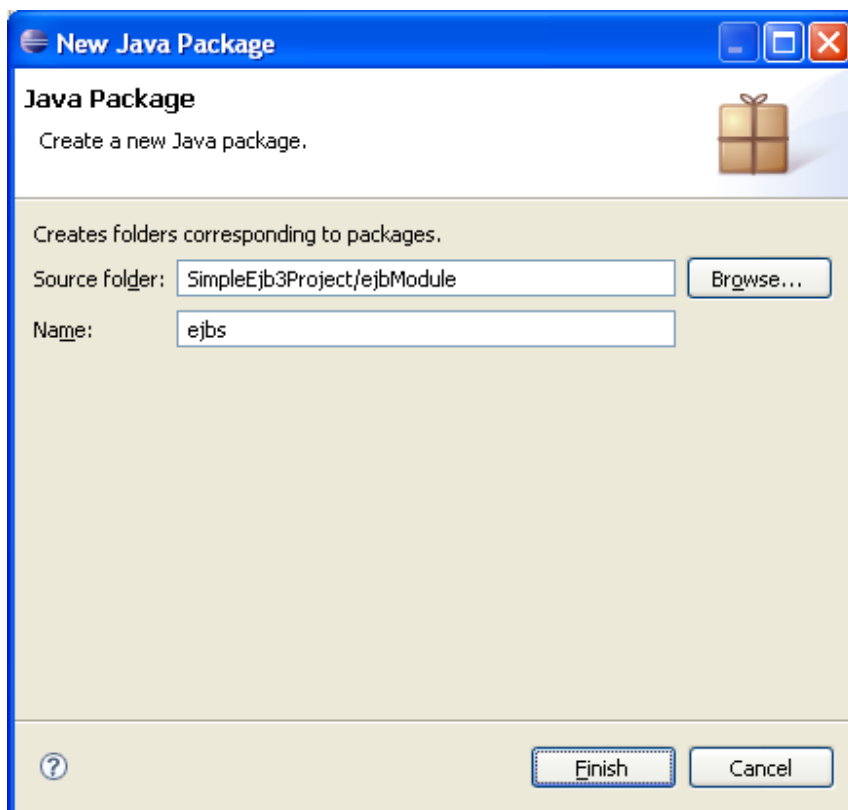 New Java Package
Java Package
Create a new Java package.
Creates folders corresponding to packages.
Source folder: SimpleEjb3Project/ejbModule Browse...
Name: ejbs
? Finish Cancel